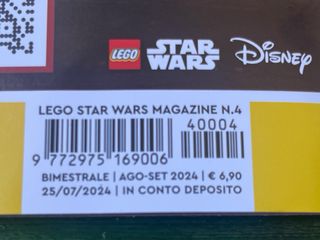 LEGO STAR WARS Disney
LEGO STAR WARS MAGAZINE N.4
40004
9 772975 169006
BIMESTRALE | AGO-SET 2024 | € 6,90
25/07/2024 | IN CONTO DEPOSITO